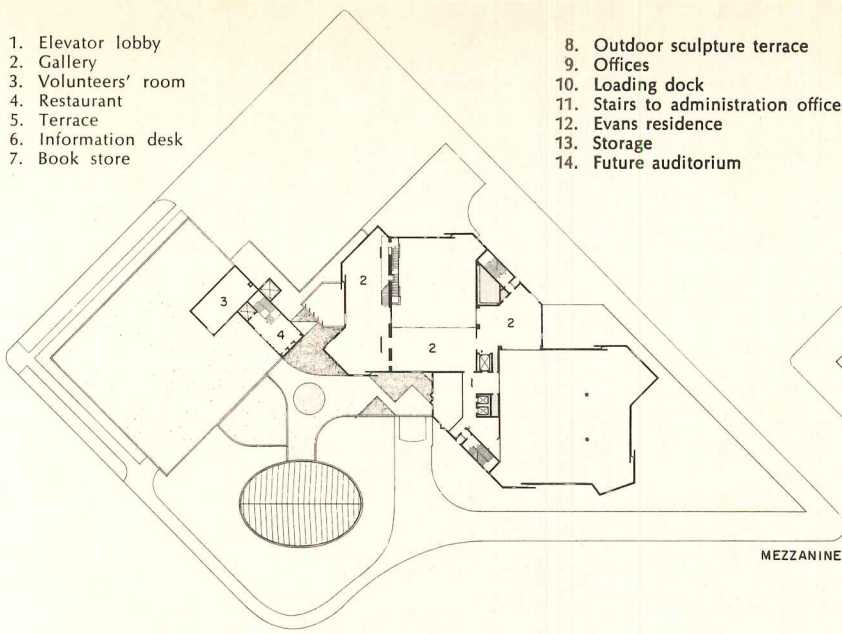 1. Elevator lobby
2. Gallery
3. Volunteers' room
4. Restaurant
5. Terrace
6. Information desk
7. Book store
8. Outdoor sculpture terrace
9. Offices
10. Loading dock
11. Stairs to administration office
12. Evans residence
13. Storage
14. Future auditorium
2
3
2
4
2
MEZZANINE